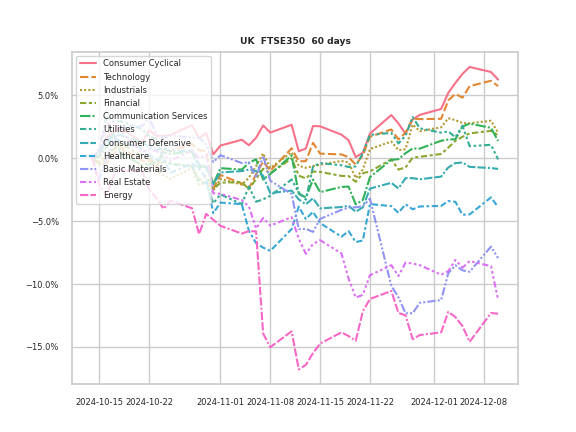 UK FTSE350 60 days
Consumer Cyclical
Technology
Industrials
Financial
Communication Services
Utilities
Consumer Defensive
Healthcare
Basic Materials
Real Estate
Energy
5.0%
0.0%
−5.0%
−10.0%
−15.0%
2024-10-15 2024-10-22 2024-11-01 2024-11-08 2024-11-15 2024-11-22 2024-12-01 2024-12-08